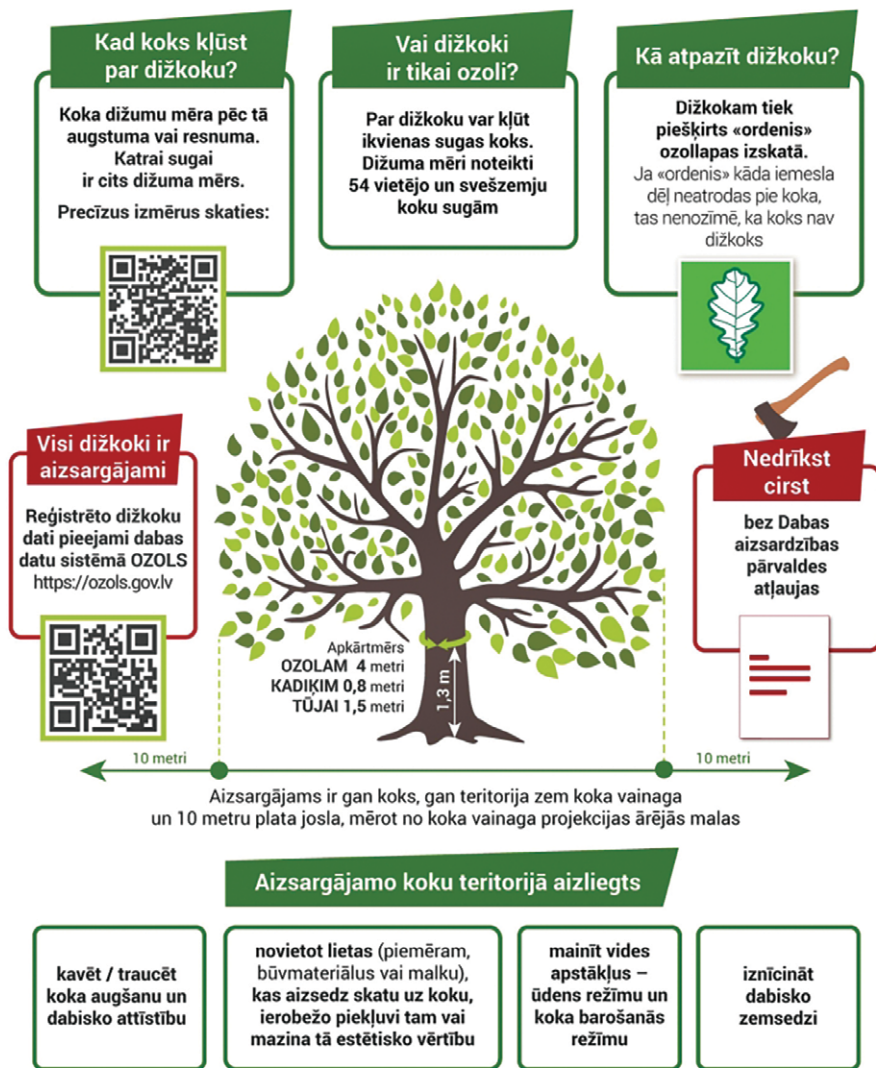 Kad koks kļūst
par dižkoku?
Koka dižumu mēra pēc tā
augstuma vai resnuma.
Katrai sugai
ir cits dižuma mērs.
Precīzus izmērus skaties:
Vai dižkoki
ir tikai ozoli?
Par dižkoku var kļūt
ikvienas sugas koks.
Dižuma mēri noteikti
54 vietējo un svešzemju
koku sugām
Kā atpazīt dižkoku?
Dižkokam tiek
piešķirts «ordenis»
ozollapas izskatā.
Ja «ordenis» kāda iemesla
dēļ neatrodas pie koka,
tas nenozīmē, ka koks nav
dižkoks
Visi dižkoki ir
aizsargājami
Reģistrēto dižkoku
dati pieejami dabas
datu sistēmā OZOLS
https://ozols.gov.lv
Nedrīkst
cirst
bez Dabas
aizsardzības
pārvaldes
atļaujas
Apkārtmērs
OZOLAM 4 metri
KADIĶIM 0,8 metri
TŪJAI 1,5 metri
1,3 m
10 metri
10 metri
Aizsargājams ir gan koks, gan teritorija zem koka vainaga
un 10 metru plata josla, mērot no koka vainaga projekcijas ārējās malas
Aizsargājamo koku teritorijā aizliegts
kavēt / traucēt
koka augšanu un
dabisko attīstību
novietot lietas (piemēram,
būvmateriālus vai malku),
kas aizsedz skatu uz koku,
ierobežo piekļuvi tam vai
mazina tā estētisko vērtību
mainīt vides
apstākļus –
ūdens režīmu un
koka barošanās
režīmu
iznīcināt
dabisko
zemsedzi